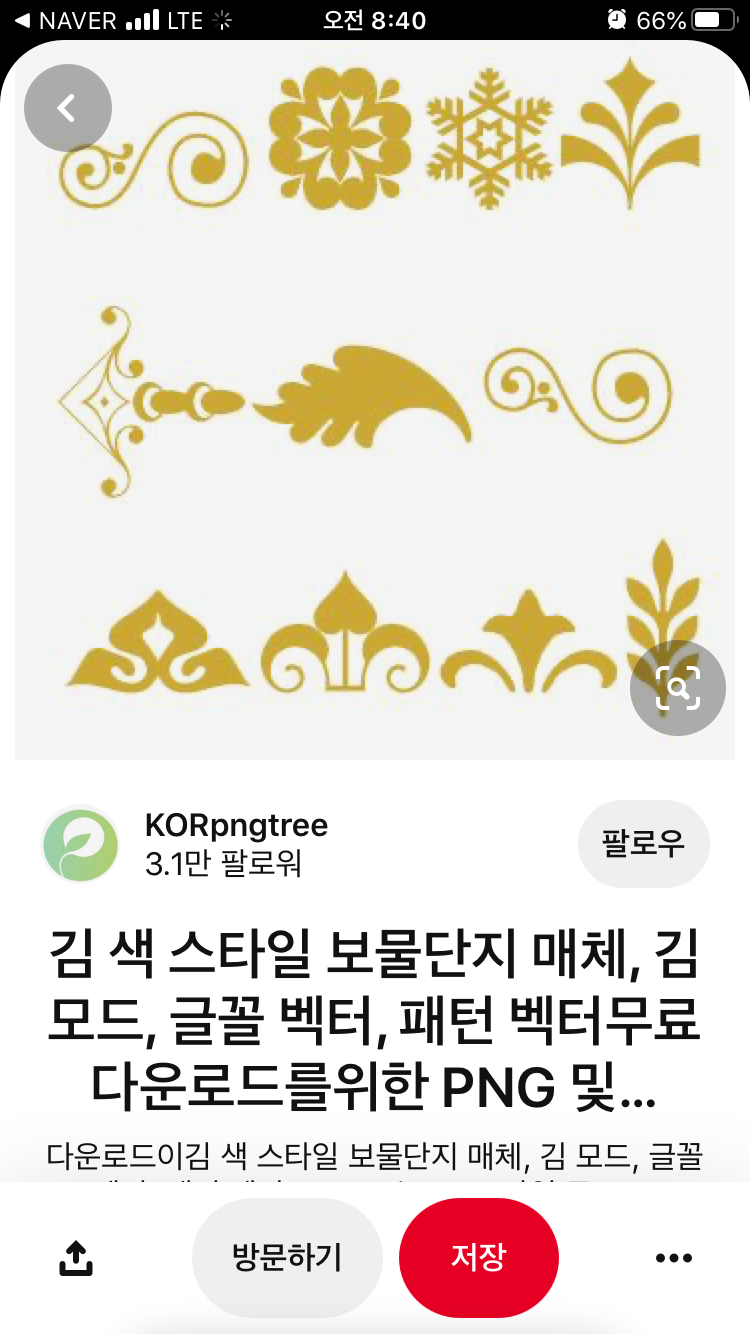 NAVER LTE 오전 8:40 66%
KORpngtree
3.1만 팔로워
팔로우
김 색 스타일 보물단지 매체, 김
모드, 글꼴 벡터, 패턴 벡터무료
다운로드를위한 PNG 및...
다운로드이김 색 스타일 보물단지 매체, 김 모드, 글꼴
방문하기
저장